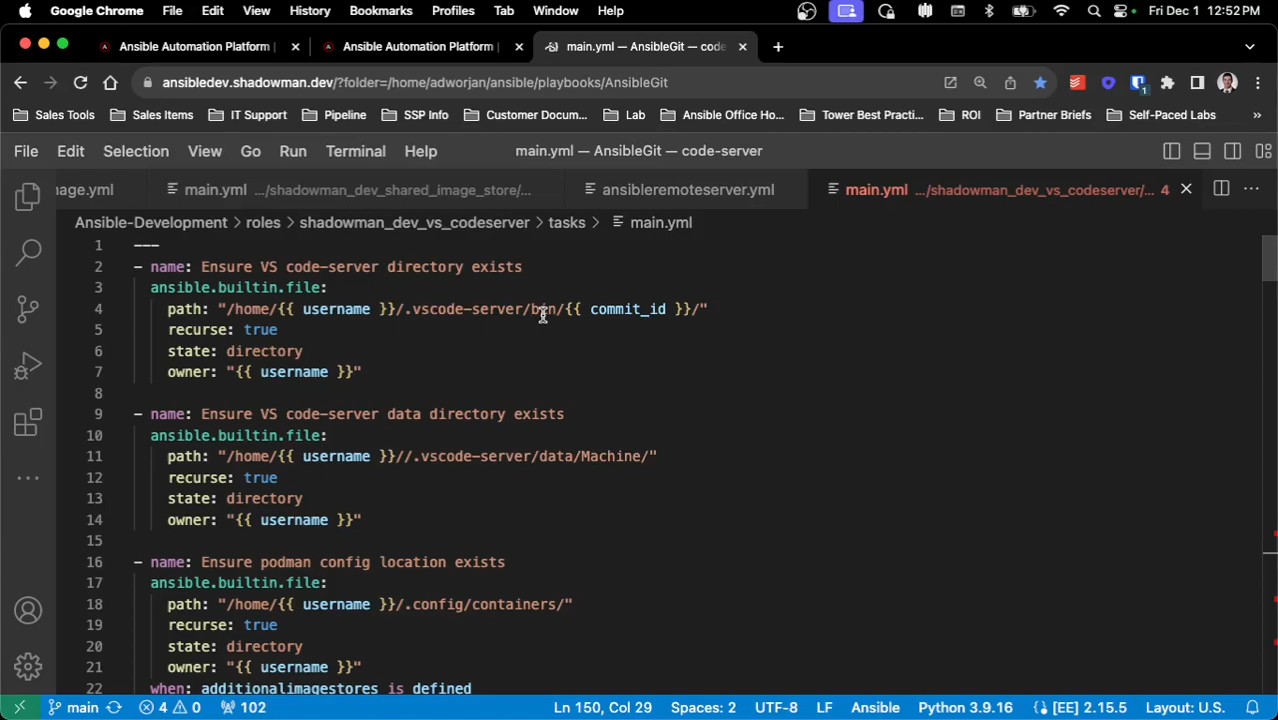 Google Chrome File Edit View History Bookmarks Profiles Tab Window Help Fri Dec 1 12:52 PM
Ansible Automation Platform Ansible Automation Platform main.yml — AnsibleGit — code-
ansibledev.shadowman.dev/?folder=/home/adworjan/ansible/playbooks/AnsibleGit
Sales Tools Sales Items IT Support Pipeline SSP Info Customer Docum... Lab Ansible Office Ho... Tower Best Practi... ROI Partner Briefs Self-Paced Labs »
File Edit Selection View Go Run Terminal Help main.yml — AnsibleGit — code-server
nage.yml main.yml .../shadowman_dev_shared_image_store/... ansibleremoteserver.yml main.yml .../shadowman_dev_vs_codeserver/... 4
Ansible-Development > roles > shadowman_dev_vs_codeserver > tasks > main.yml
1 ---
2 - name: Ensure VS code-server directory exists
3 ansible.builtin.file:
4 path: "/home/{{ username }}/.vscode-server/bin/{{ commit_id }}/"
5 recurse: true
6 state: directory
7 owner: "{{ username }}"
8
9 - name: Ensure VS code-server data directory exists
10 ansible.builtin.file:
11 path: "/home/{{ username }}//.vscode-server/data/Machine/"
12 recurse: true
13 state: directory
14 owner: "{{ username }}"
15
16 - name: Ensure podman config location exists
17 ansible.builtin.file:
18 path: "/home/{{ username }}/.config/containers/"
19 recurse: true
20 state: directory
21 owner: "{{ username }}"
22 when: additionalimagestores is defined
main 4 0 102 Ln 150, Col 29 Spaces: 2 UTF-8 LF Ansible Python 3.9.16 [EE] 2.15.5 Layout: U.S.